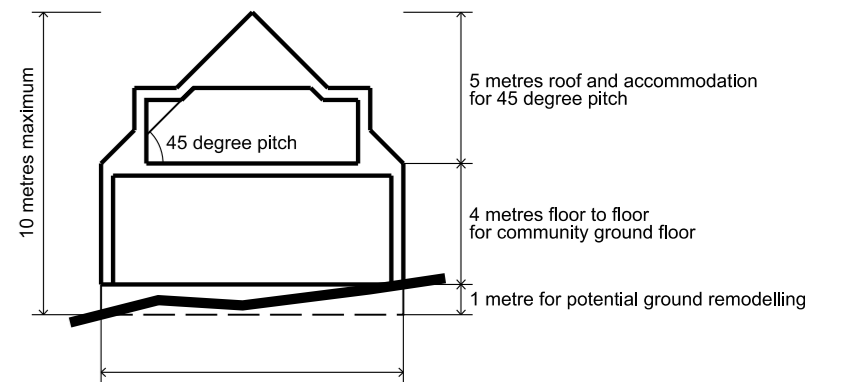 10 metres maximum
5 metres roof and accommodation
for 45 degree pitch
45 degree pitch
4 metres floor to floor
for community ground floor
1 metre for potential ground remodelling